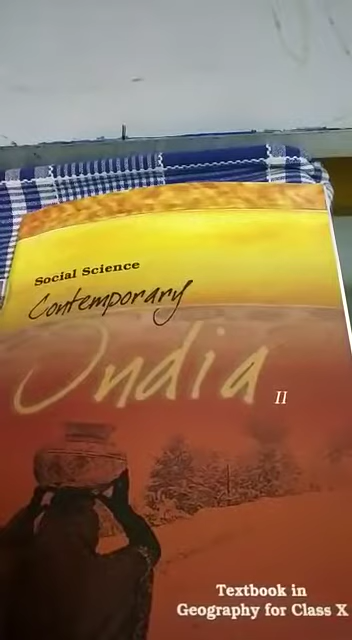 Social Science
Contemporary
India
II
Textbook in
Geography for Class X